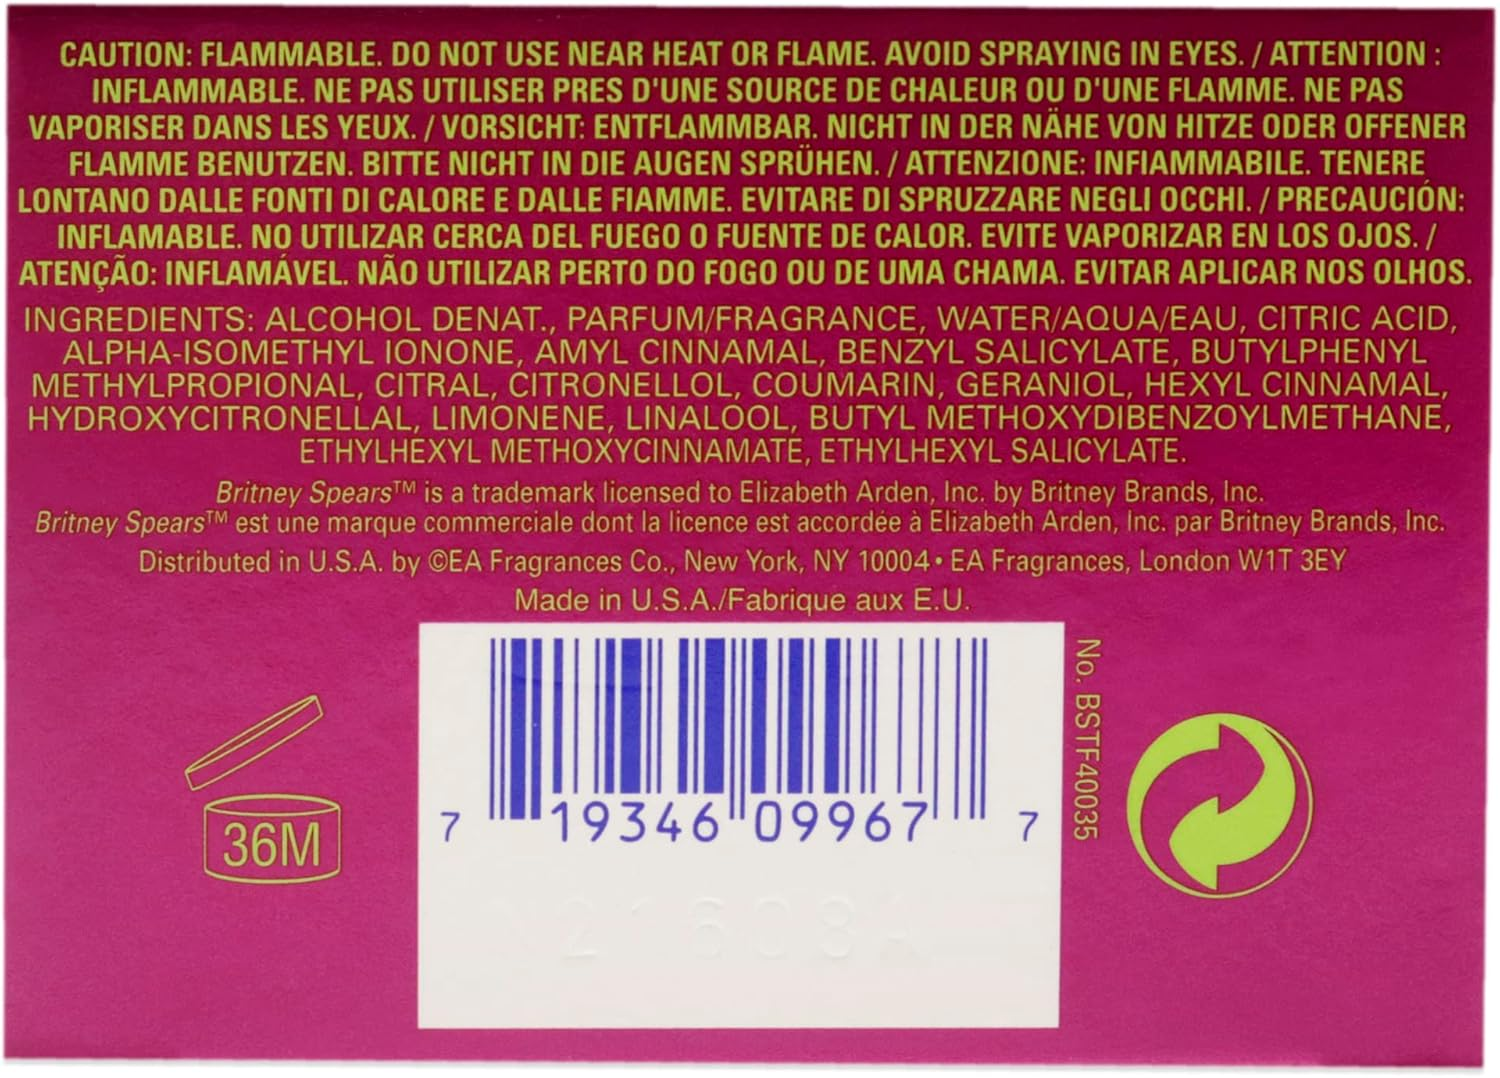 CAUTION: FLAMMABLE. DO NOT USE NEAR HEAT OR FLAME. AVOID SPRAYING IN EYES. / ATTENTION :
INFLAMMABLE. NE PAS UTILISER PRES D'UNE SOURCE DE CHALEUR OU D'UNE FLAMME. NE PAS
VAPORISER DANS LES YEUX. / VORSICHT: ENTFLAMMBAR. NICHT IN DER NÄHE VON HITZE ODER OFFENER
FLAMME BENUTZEN. BITTE NICHT IN DIE AUGEN SPRÜHEN. / ATTENZIONE: INFIAMMABILE. TENERE
LONTANO DALLE FONTI DI CALORE E DALLE FIAMME. EVITARE DI SPRUZZARE NEGLI OCCHI. / PRECAUCIÓN:
INFLAMABLE. NO UTILIZAR CERCA DEL FUEGO O FUENTE DE CALOR. EVITE VAPORIZAR EN LOS OJOS. /
ATENÇÃO: INFLAMÁVEL. NÃO UTILIZAR PERTO DO FOGO OU DE UMA CHAMA. EVITAR APLICAR NOS OLHOS.
INGREDIENTS: ALCOHOL DENAT., PARFUM/FRAGRANCE, WATER/AQUA/EAU, CITRIC ACID,
ALPHA-ISOMETHYL IONONE, AMYL CINNAMAL, BENZYL SALICYLATE, BUTYLPHENYL
METHYLPROPIONAL, CITRAL, CITRONELLOL, COUMARIN, GERANIOL, HEXYL CINNAMAL,
HYDROXYCITRONELLAL, LIMONENE, LINALOOL, BUTYL METHOXYDIBENZOYLMETHANE,
ETHYLHEXYL METHOXYCINNAMATE, ETHYLHEXYL SALICYLATE.
Britney Spears™ is a trademark licensed to Elizabeth Arden, Inc. by Britney Brands, Inc.
Britney Spears™ est une marque commerciale dont la licence est accordée à Elizabeth Arden, Inc. par Britney Brands, Inc.
Distributed in U.S.A. by ©EA Fragrances Co., New York, NY 10004 • EA Fragrances, London W1T 3EY
Made in U.S.A./Fabrique aux E.U.
36M
7 19346 09967 7
No. BSTF40035
21608A